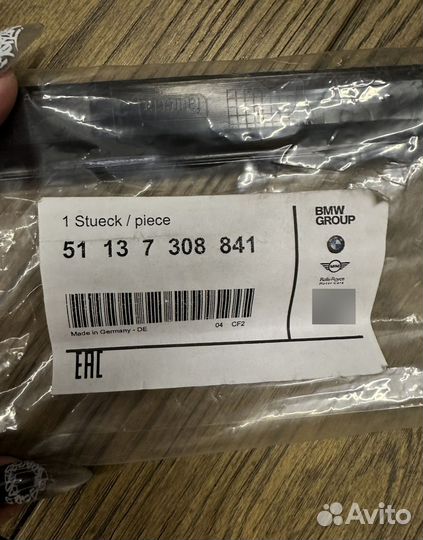 1 Stueck / piece
51 13 7 308 841
Made in Germany - DE
04 CF2
EAC
BMW
GROUP
MINI
Rolls-Royce
Motor Cars
Avito